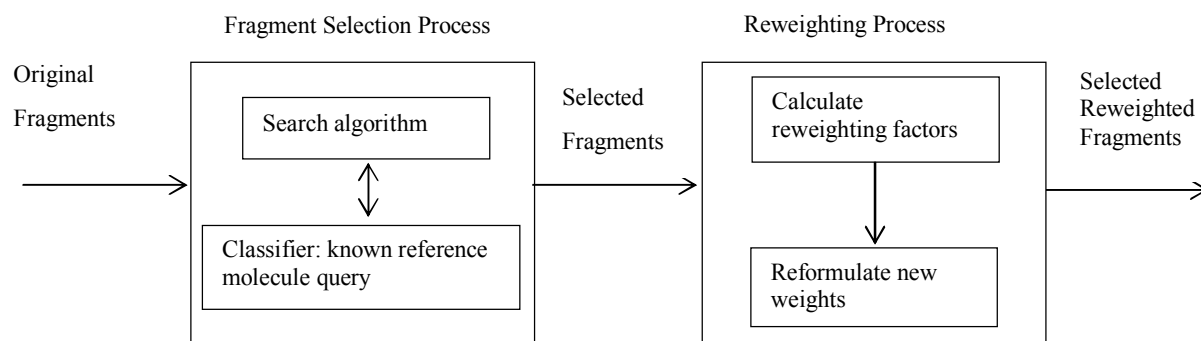 Fragment Selection Process
Reweighting Process
Original
Fragments
Search algorithm
Classifier: known reference
molecule query
Selected
Fragments
Calculate
reweighting factors
Reformulate new
weights
Selected
Reweighted
Fragments